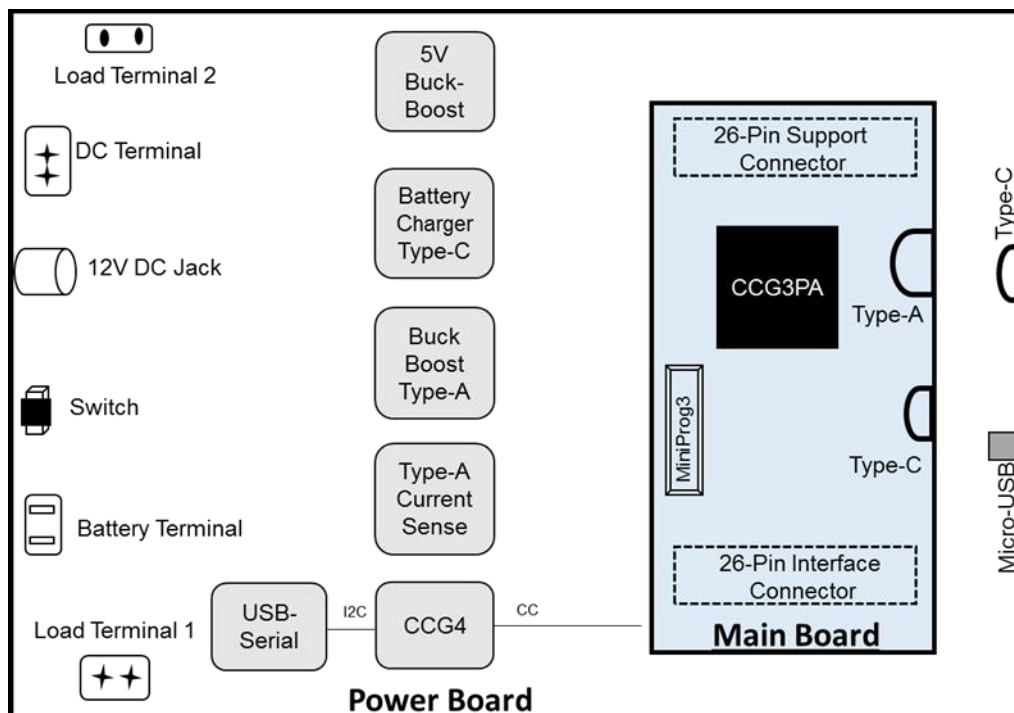 Load Terminal 2
DC Terminal
12V DC Jack
Switch
Battery Terminal
Load Terminal 1
5V
Buck-
Boost
Battery
Charger
Type-C
Buck
Boost
Type-A
Type-A
Current
Sense
USB-
Serial
I2C
CCG4
CC
Power Board
26-Pin Support
Connector
CCG3PA
Type-A
MiniProg3
Type-C
26-Pin Interface
Connector
Main Board
Type-C
Micro-USB